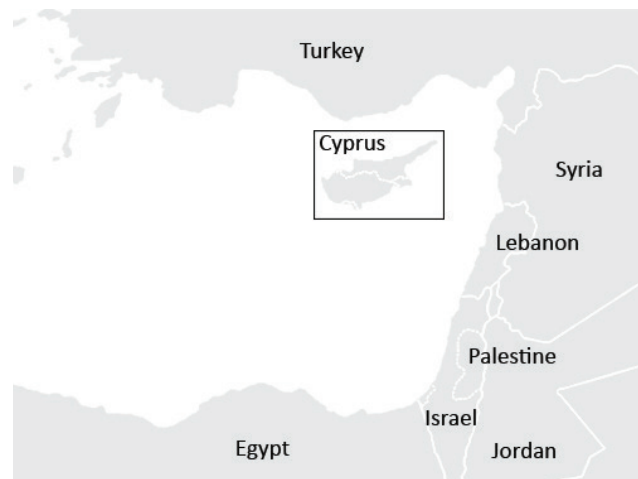 Turkey
Cyprus
Syria
Lebanon
Palestine
Israel
Egypt
Jordan